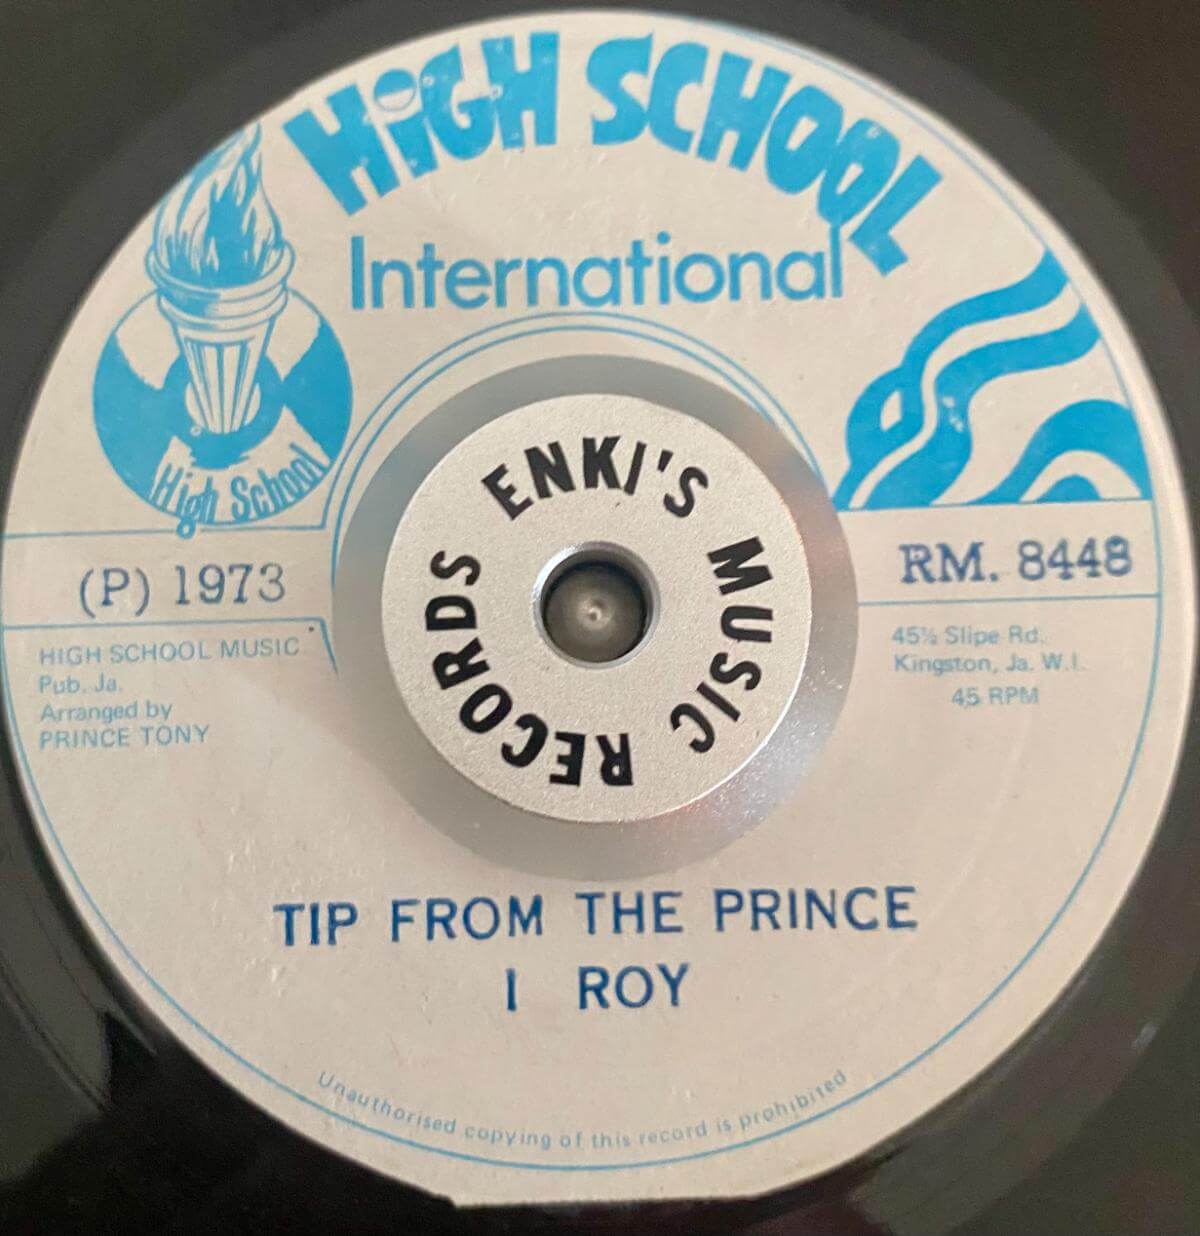 HIGH SCHOOL
International
High School
(P) 1973
RM. 8448
HIGH SCHOOL MUSIC
Pub. Ja.
Arranged by
PRINCE TONY
45½ Slipe Rd.
Kingston, Ja. W.I.
45 RPM
ENKI'S MUSIC RECORDS
TIP FROM THE PRINCE
I ROY
Unauthorised copying of this record is prohibited